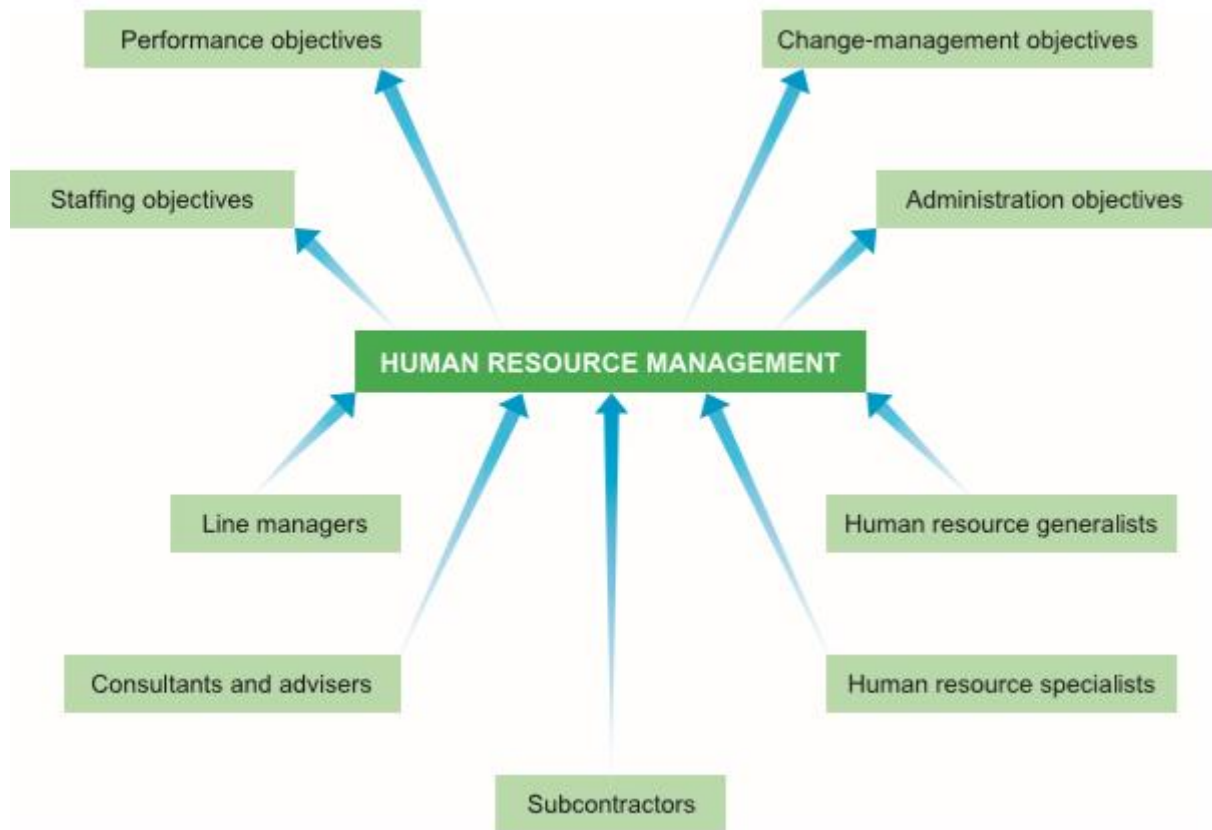 Performance objectives
Change-management objectives
Staffing objectives
Administration objectives
HUMAN RESOURCE MANAGEMENT
Line managers
Human resource generalists
Consultants and advisers
Human resource specialists
Subcontractors